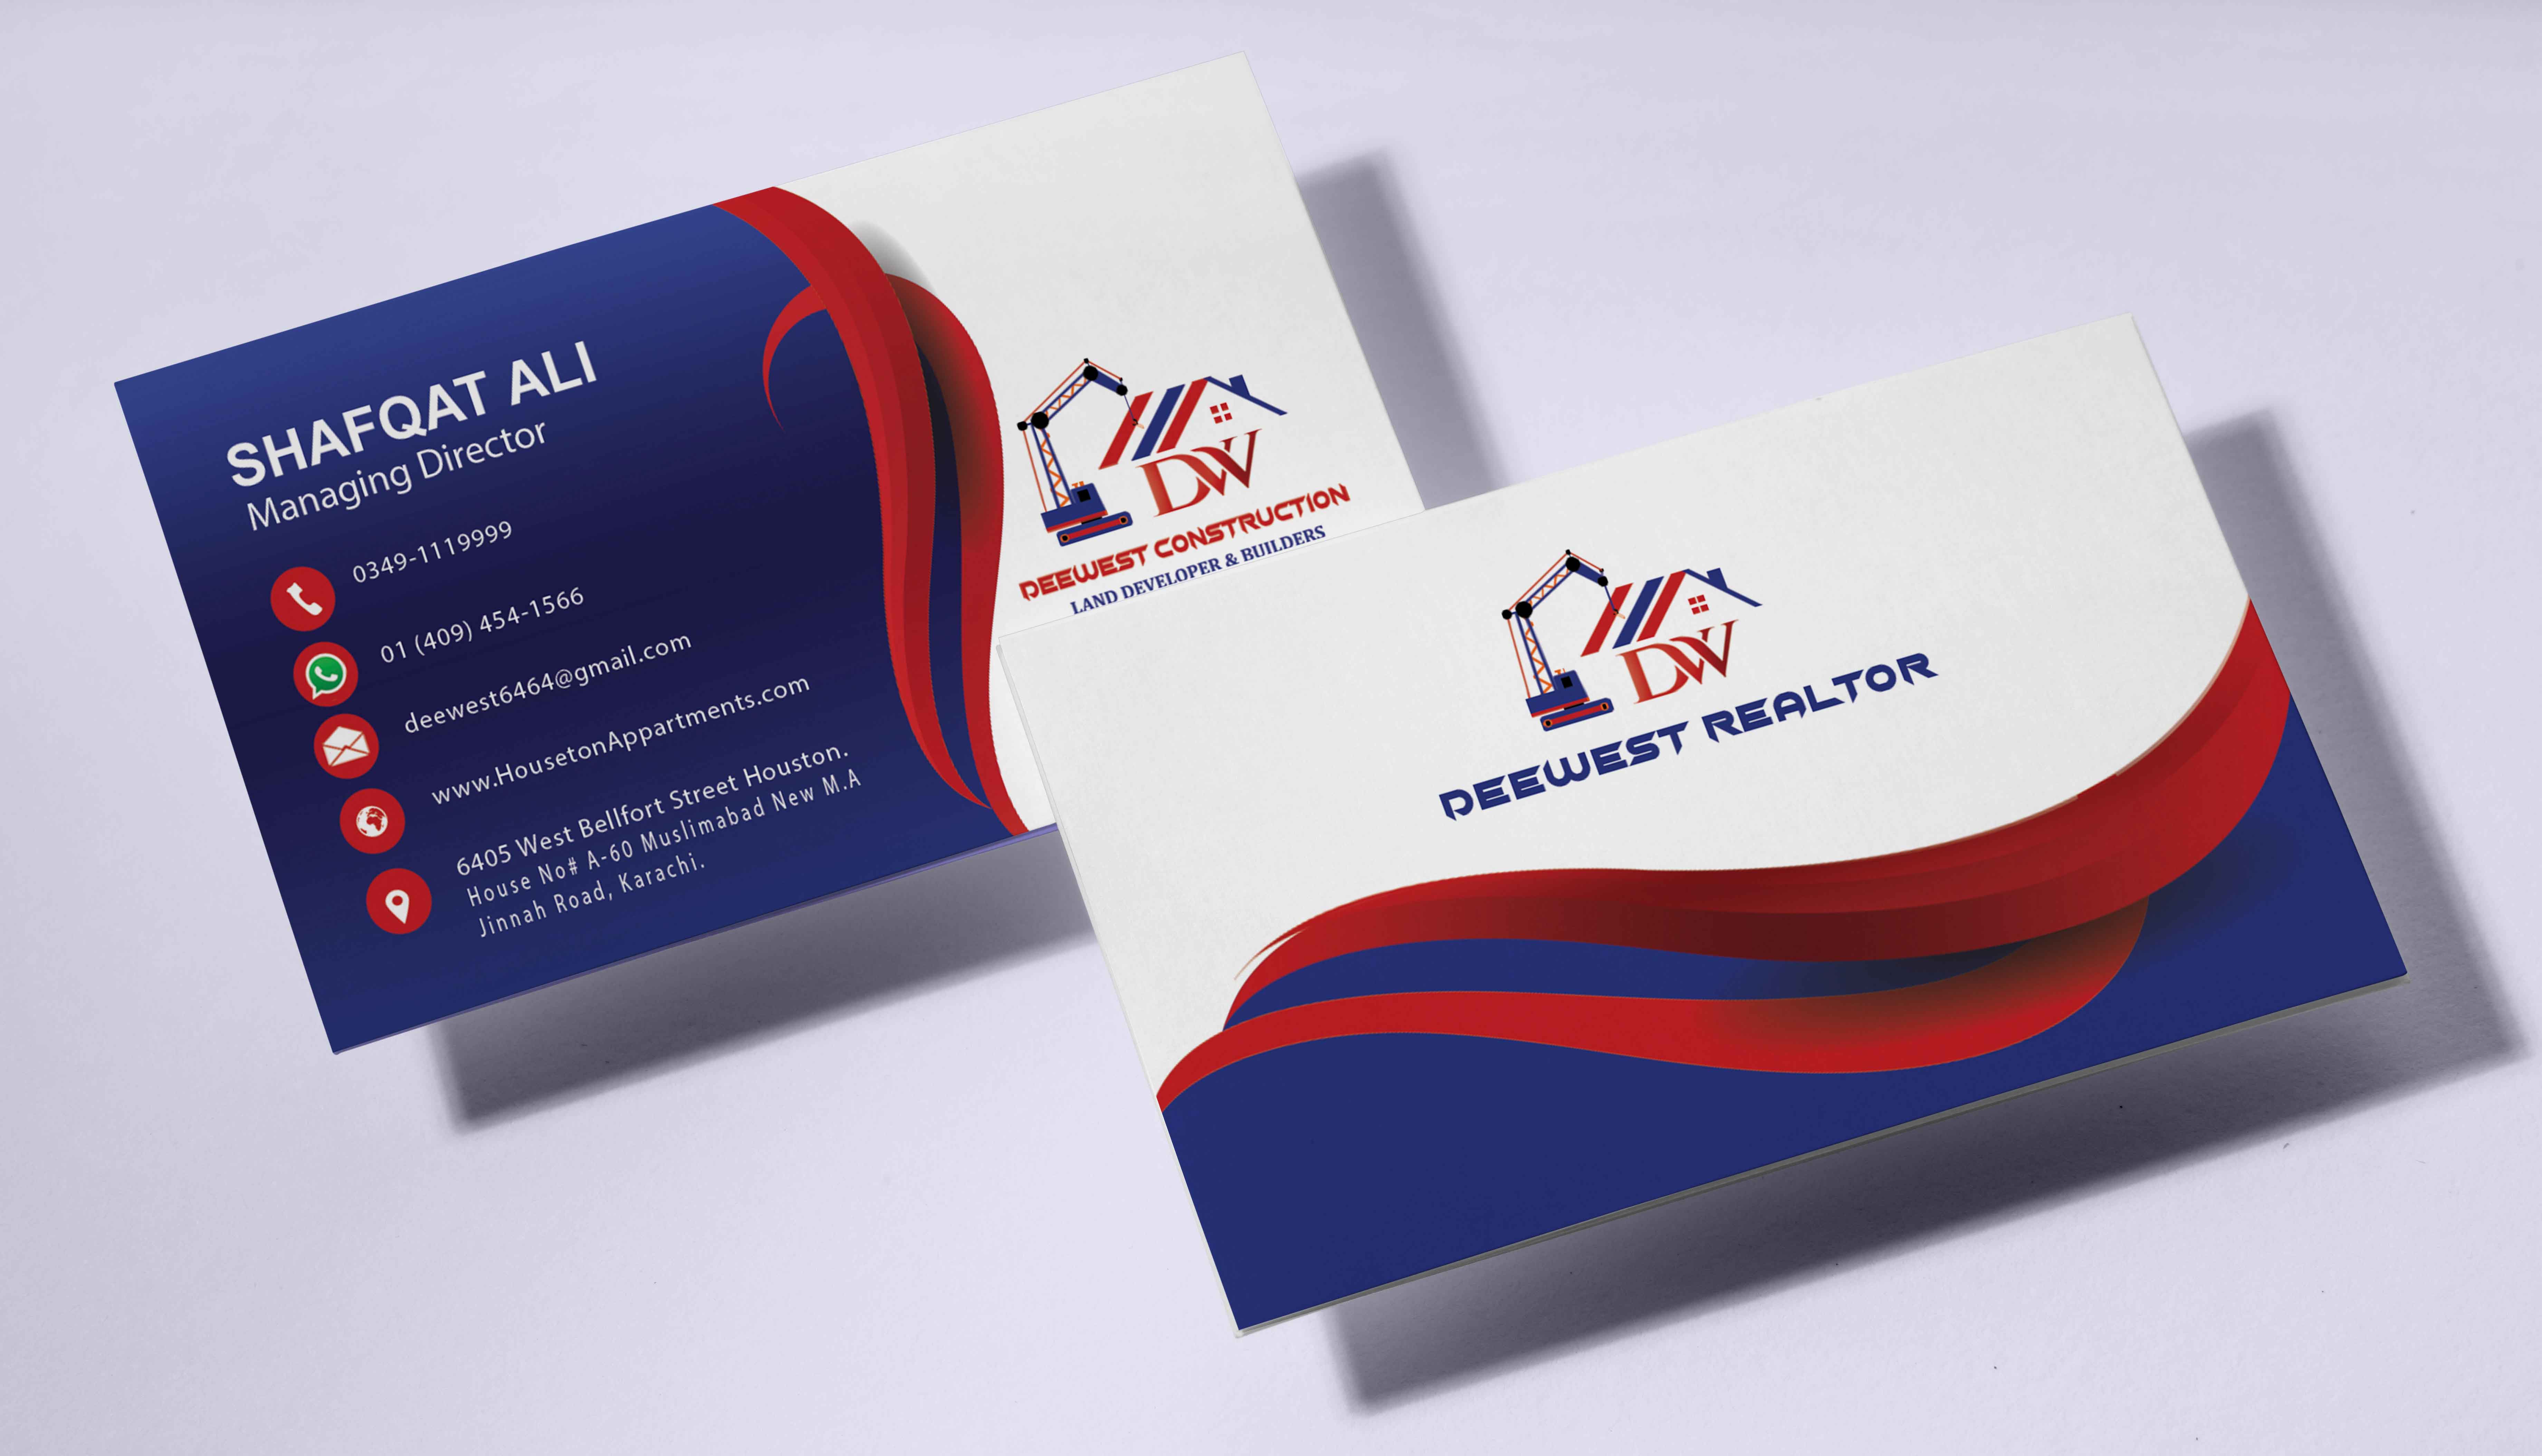 SHAFQAT ALI
Managing Director
0349-1119999
01 (409) 454-1566
deewest6464@gmail.com
www.HousetonAppartments.com
6405 West Bellfort Street Houston.
House No# A-60 Muslimabad New M.A
Jinnah Road, Karachi.
DW
DEEWEST CONSTRUCTION
LAND DEVELOPER & BUILDERS
DW
DEEWEST REALTOR